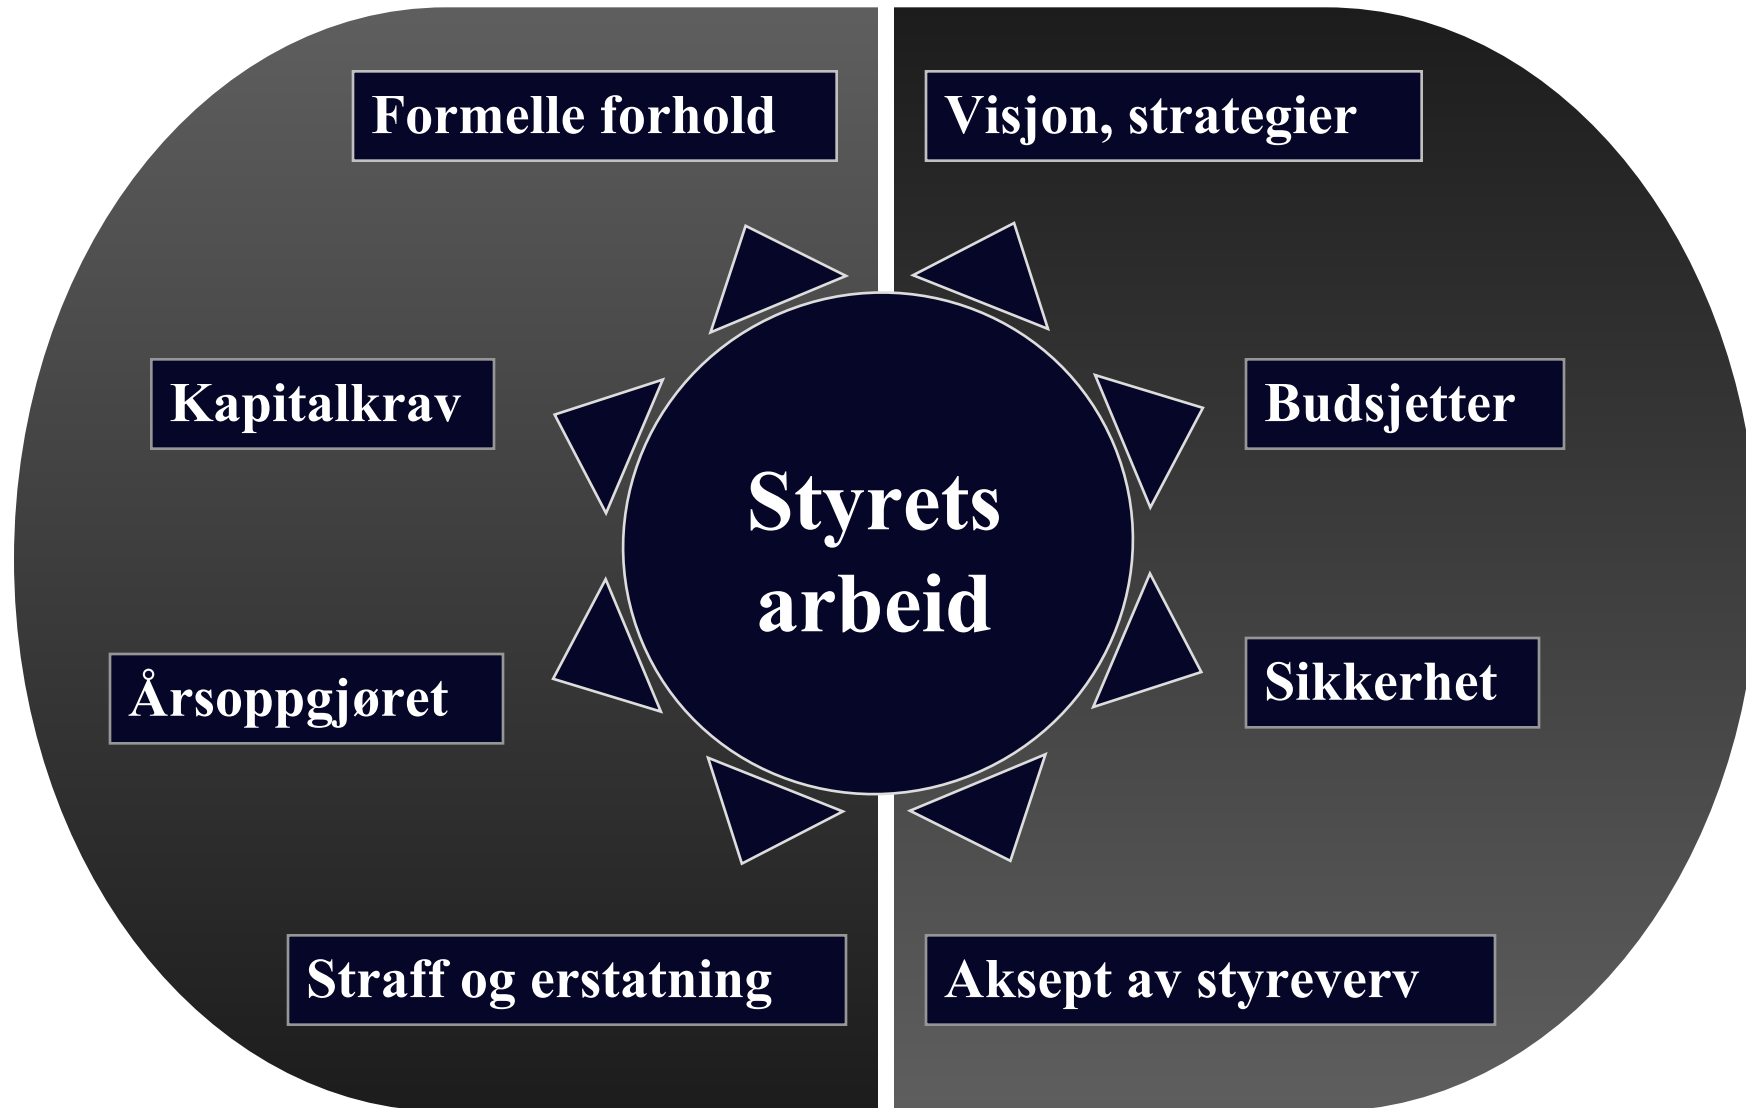 Formelle forhold
Visjon, strategier
Kapitalkrav
Budsjetter
Styrets
arbeid
Årsoppgjøret
Sikkerhet
Straff og erstatning
Aksept av styreverv